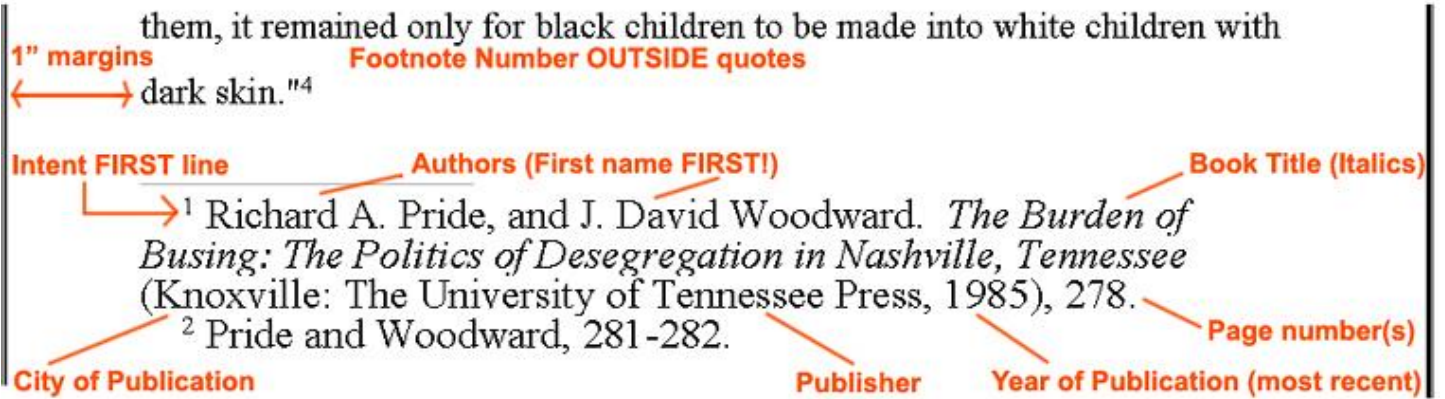 them, it remained only for black children to be made into white children with
1” margins
Footnote Number OUTSIDE quotes
dark skin."⁴
Intent FIRST line
Authors (First name FIRST!)
Book Title (Italics)
¹ Richard A. Pride, and J. David Woodward. The Burden of
Busing: The Politics of Desegregation in Nashville, Tennessee
(Knoxville: The University of Tennessee Press, 1985), 278.
² Pride and Woodward, 281-282.
Page number(s)
City of Publication
Publisher
Year of Publication (most recent)